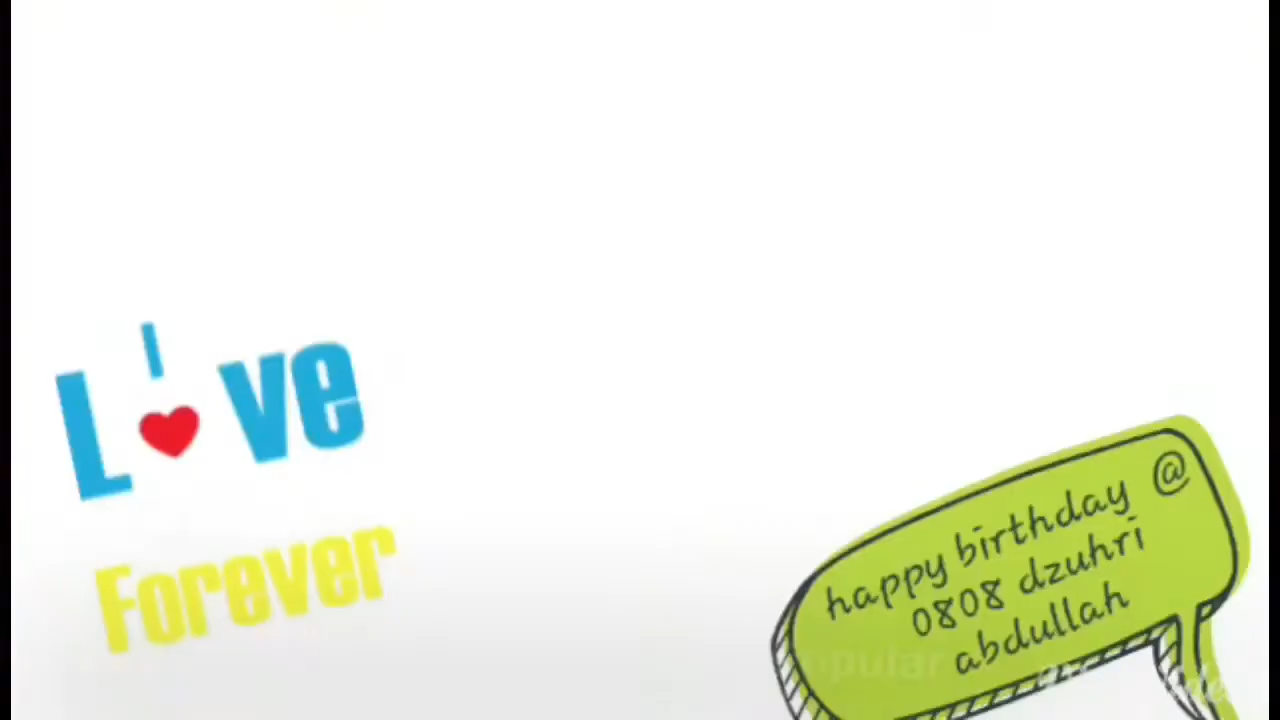 I
L ve
Forever
happy birthday @
0808 dzuhri
abdullah